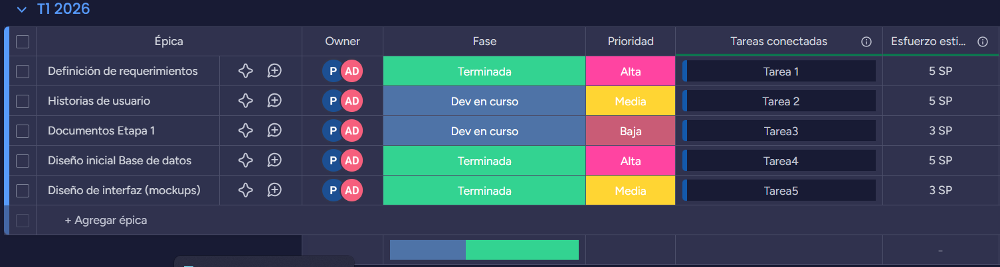 T1 2026
Épica Owner Fase Prioridad Tareas conectadas Esfuerzo esti...
Definición de requerimientos P AD Terminada Alta Tarea 1 5 SP
Historias de usuario P AD Dev en curso Media Tarea 2 5 SP
Documentos Etapa 1 P AD Dev en curso Baja Tarea3 3 SP
Diseño inicial Base de datos P AD Terminada Alta Tarea4 5 SP
Diseño de interfaz (mockups) P AD Terminada Media Tarea5 3 SP
+ Agregar épica
-